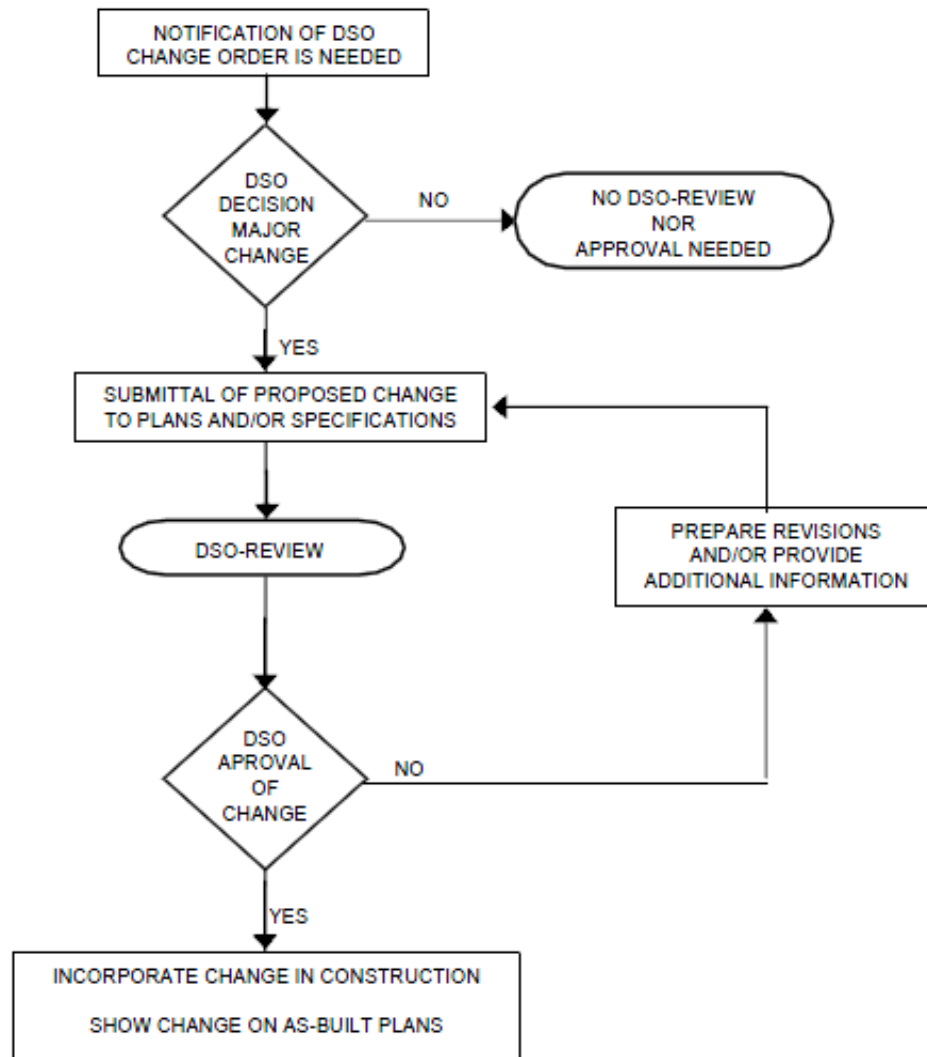 NOTIFICATION OF DSO
CHANGE ORDER IS NEEDED
DSO
DECISION
MAJOR
CHANGE
NO
NO DSO-REVIEW
NOR
APPROVAL NEEDED
YES
SUBMITTAL OF PROPOSED CHANGE
TO PLANS AND/OR SPECIFICATIONS
DSO-REVIEW
PREPARE REVISIONS
AND/OR PROVIDE
ADDITIONAL INFORMATION
DSO
APROVAL
OF
CHANGE
NO
YES
INCORPORATE CHANGE IN CONSTRUCTION
SHOW CHANGE ON AS-BUILT PLANS